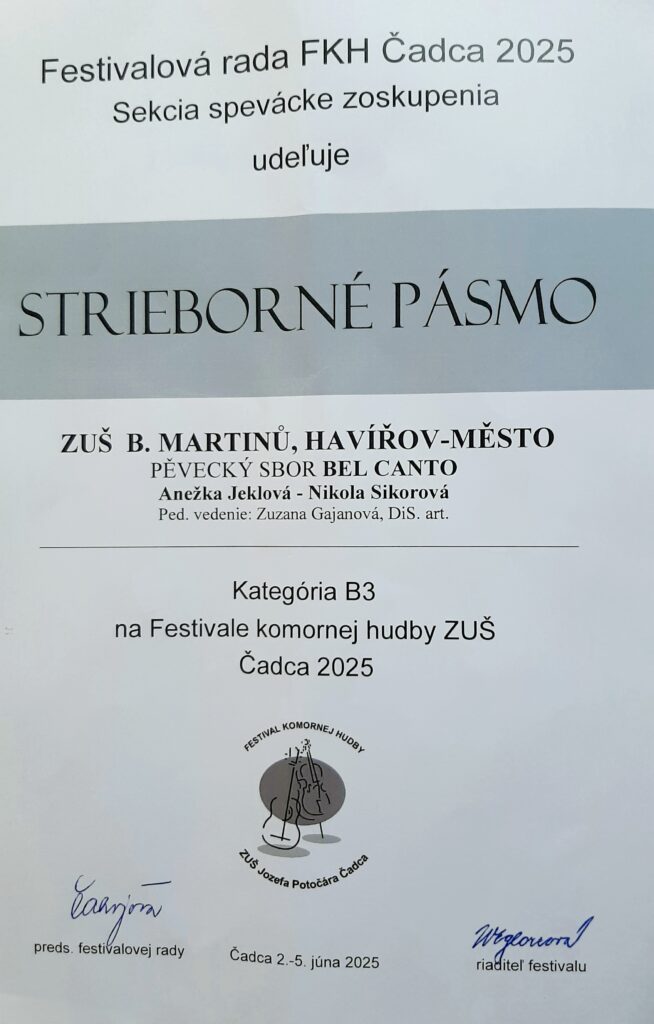 Festivalová rada FKH Čadca 2025
Sekcia spevácke zoskupenia
udeľuje
STRIEBORNÉ PÁSMO
ZUŠ B. MARTINŮ, HAVÍŘOV-MĚSTO
PĚVECKÝ SBOR BEL CANTO
Anežka Jeklová - Nikola Sikorová
Ped. vedenie: Zuzana Gajanová, DiS. art.
Kategória B3
na Festivale komornej hudby ZUŠ
Čadca 2025
FESTIVAL KOMORNEJ HUDBY
ZUŠ Jozefa Potočára Čadca
preds. festivalovej rady
Čadca 2.-5. júna 2025
riaditeľ festivalu